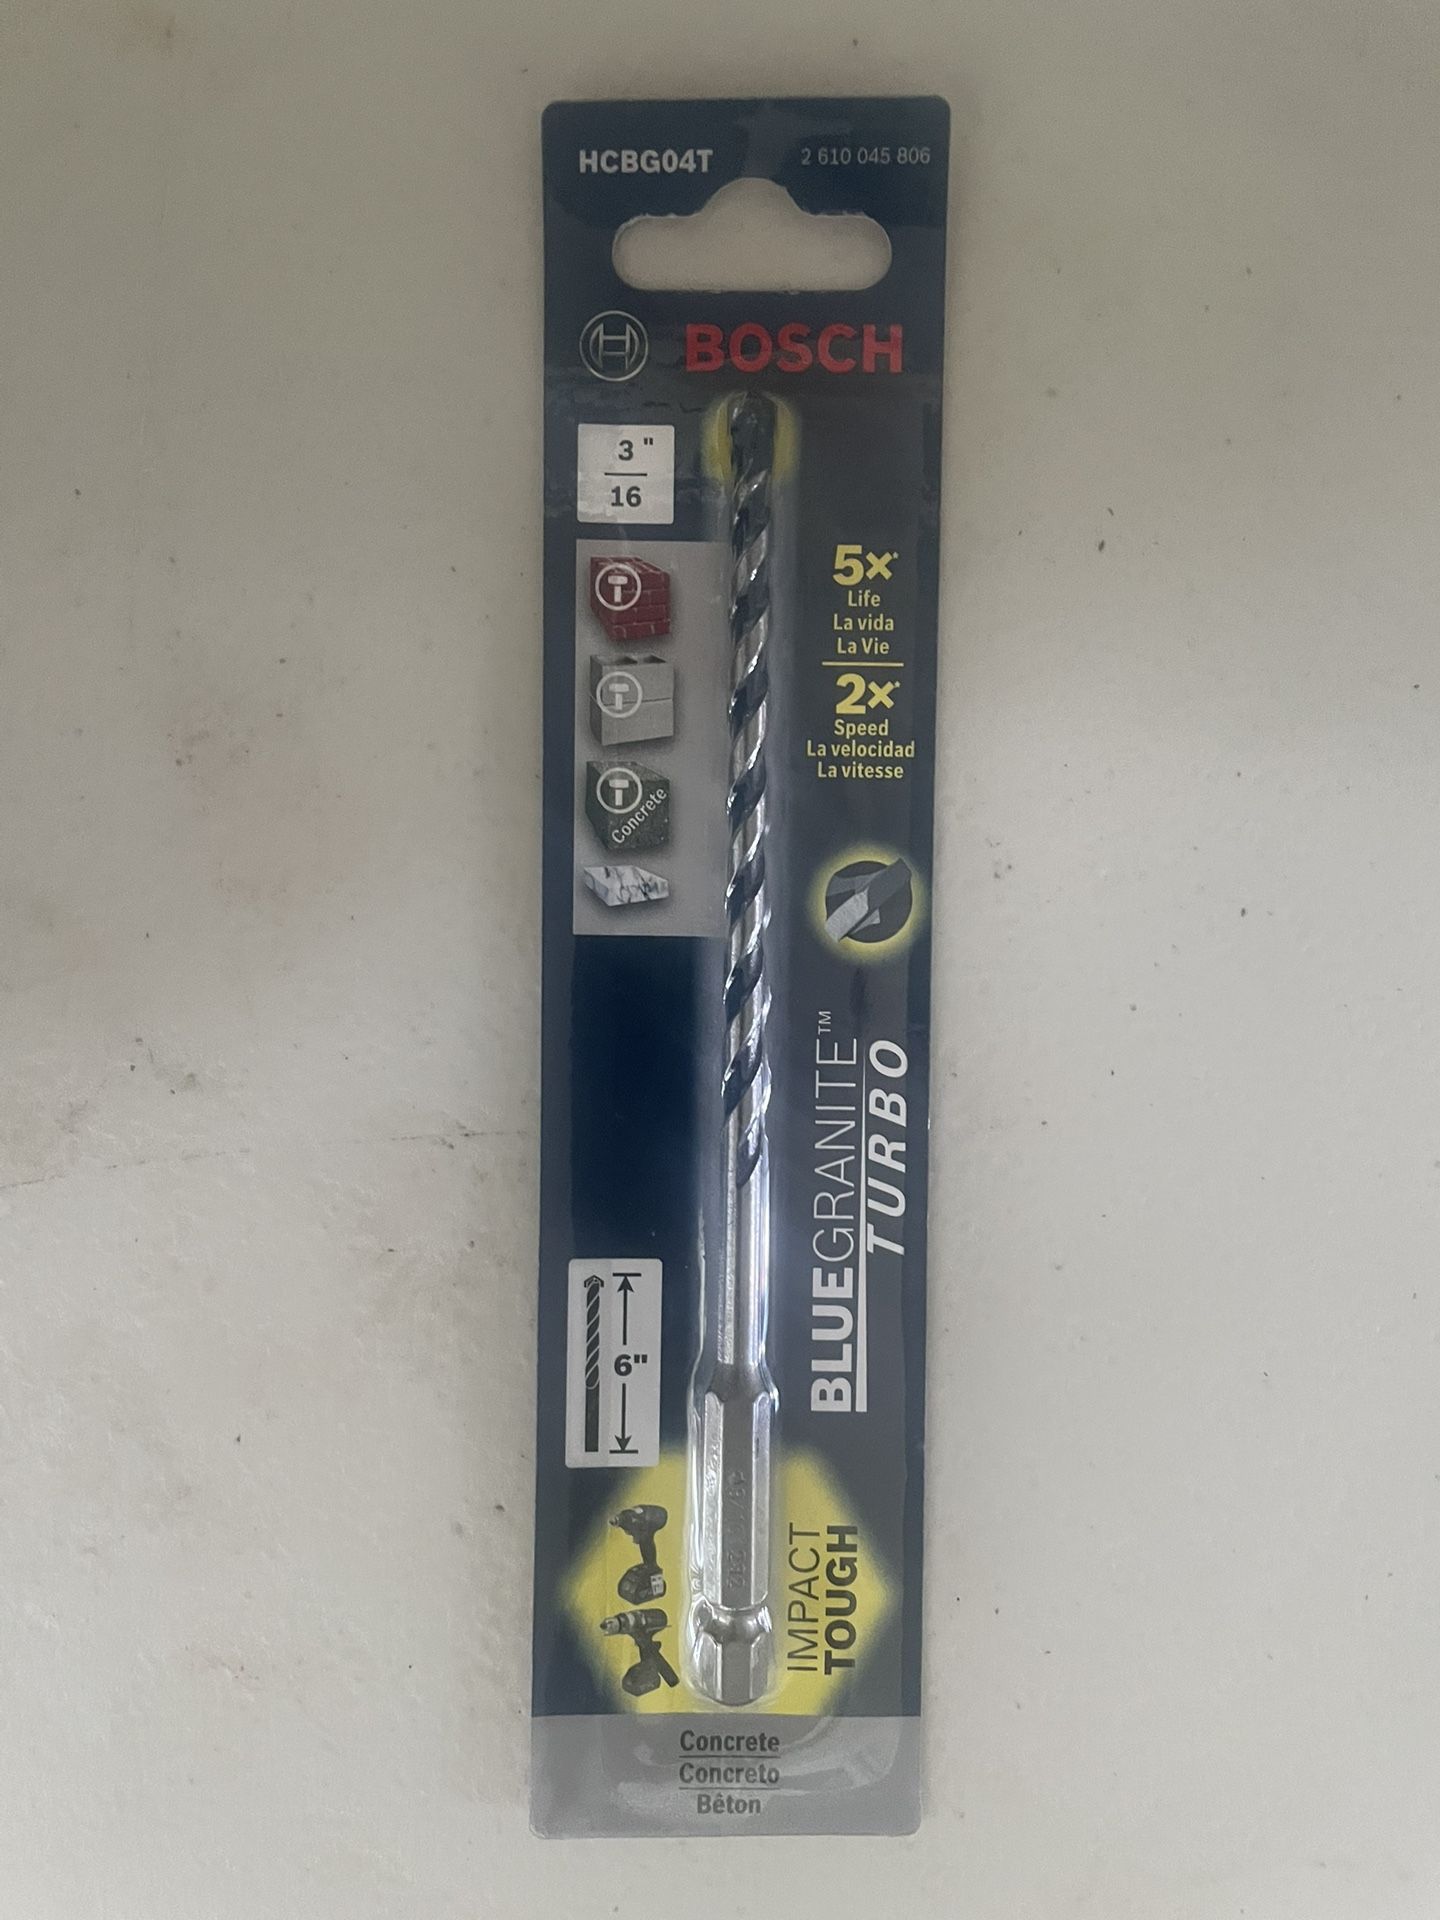 HCBG04T
2 610 045 806
BOSCH
3"
16
5x*
Life
La vida
La Vie
2x*
Speed
La velocidad
La vitesse
Concrete
BLUEGRANITE™
TURBO
6"
IMPACT
TOUGH
Concrete
Concreto
Béton